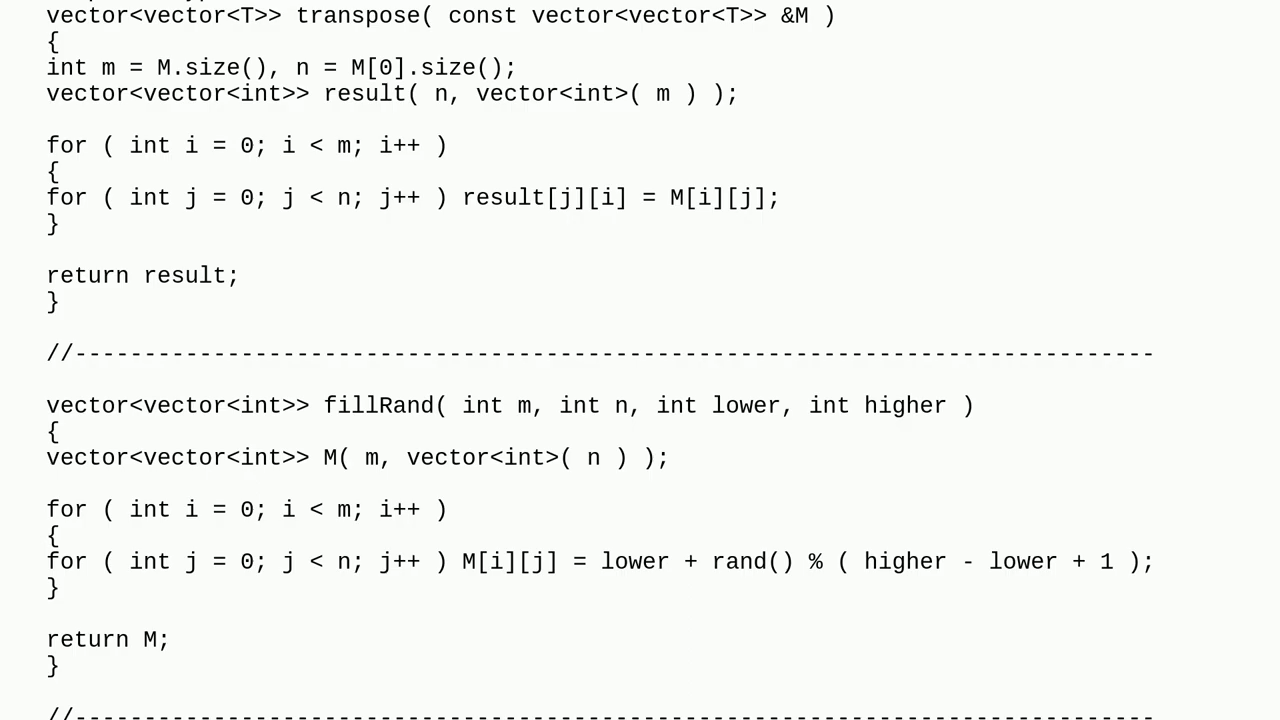 vector<vector<T>> transpose( const vector<vector<T>> &M )
{
int m = M.size(), n = M[0].size();
vector<vector<int>> result( n, vector<int>( m ) );
for ( int i = 0; i < m; i++ )
{
for ( int j = 0; j < n; j++ ) result[j][i] = M[i][j];
}
return result;
}
//------------------------------------------------------------------------------
vector<vector<int>> fillRand( int m, int n, int lower, int higher )
{
vector<vector<int>> M( m, vector<int>( n ) );
for ( int i = 0; i < m; i++ )
{
for ( int j = 0; j < n; j++ ) M[i][j] = lower + rand() % ( higher - lower + 1 );
}
return M;
}
//------------------------------------------------------------------------------